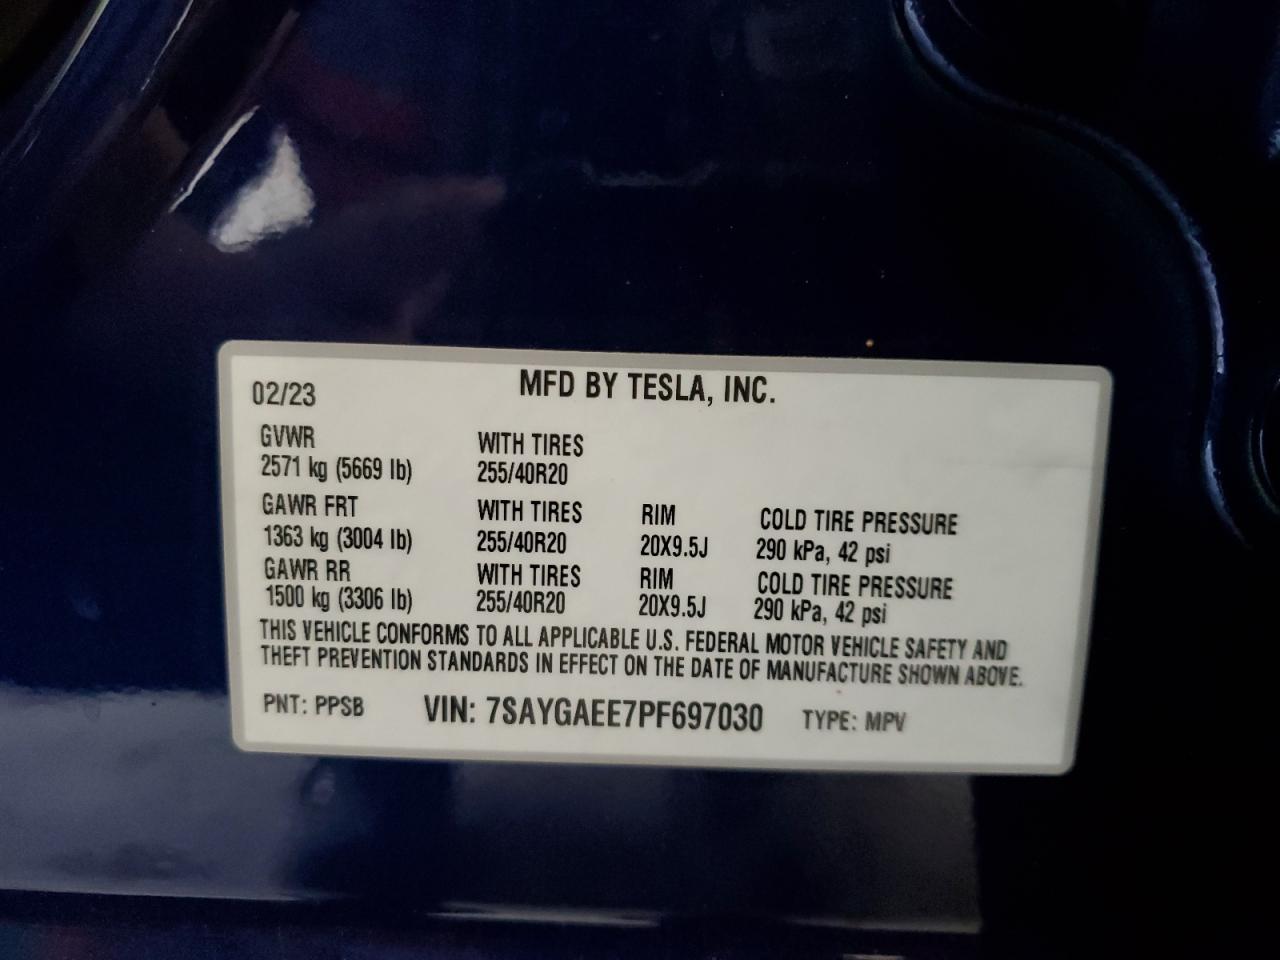 02/23 MFD BY TESLA, INC.
GVWR WITH TIRES
2571 kg (5669 lb) 255/40R20
GAWR FRT WITH TIRES RIM COLD TIRE PRESSURE
1363 kg (3004 lb) 255/40R20 20X9.5J 290 kPa, 42 psi
GAWR RR WITH TIRES RIM COLD TIRE PRESSURE
1500 kg (3306 lb) 255/40R20 20X9.5J 290 kPa, 42 psi
THIS VEHICLE CONFORMS TO ALL APPLICABLE U.S. FEDERAL MOTOR VEHICLE SAFETY AND
THEFT PREVENTION STANDARDS IN EFFECT ON THE DATE OF MANUFACTURE SHOWN ABOVE.
PNT: PPSB VIN: 7SAYGAEE7PF697030 TYPE: MPV